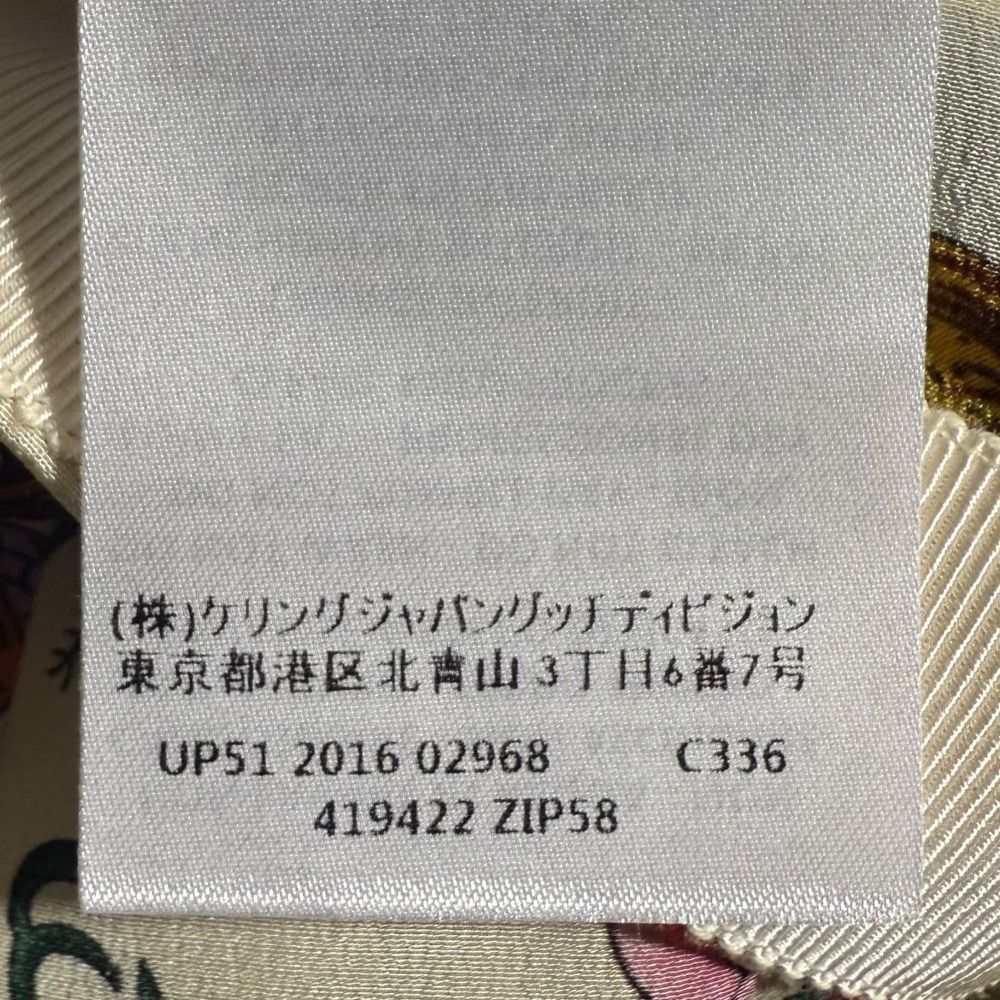 (株)ケリングジャパングッチディビジョン
東京都港区北青山3丁目6番7号
UP51 2016 02968 C336
419422 ZIP58